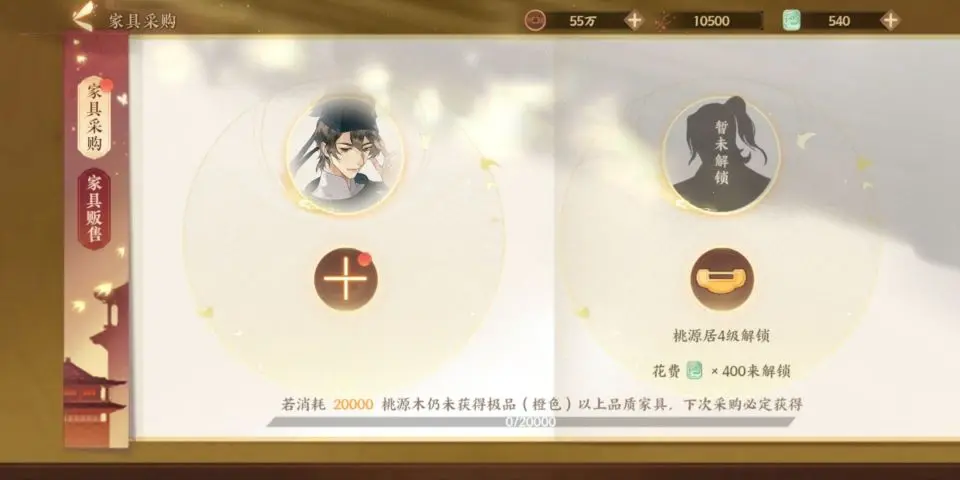 家具采购
55万
10500
540
家具采购
家具贩售
暂未解锁
桃源居4级解锁
花费 ×400来解锁
若消耗 20000 桃源木仍未获得极品（橙色）以上品质家具，下次采购必定获得
0/20000